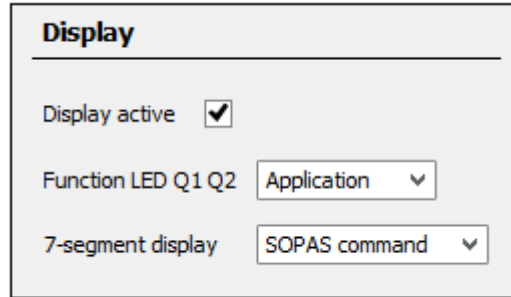 Display
Display active
Function LED Q1 Q2 Application
7-segment display SOPAS command